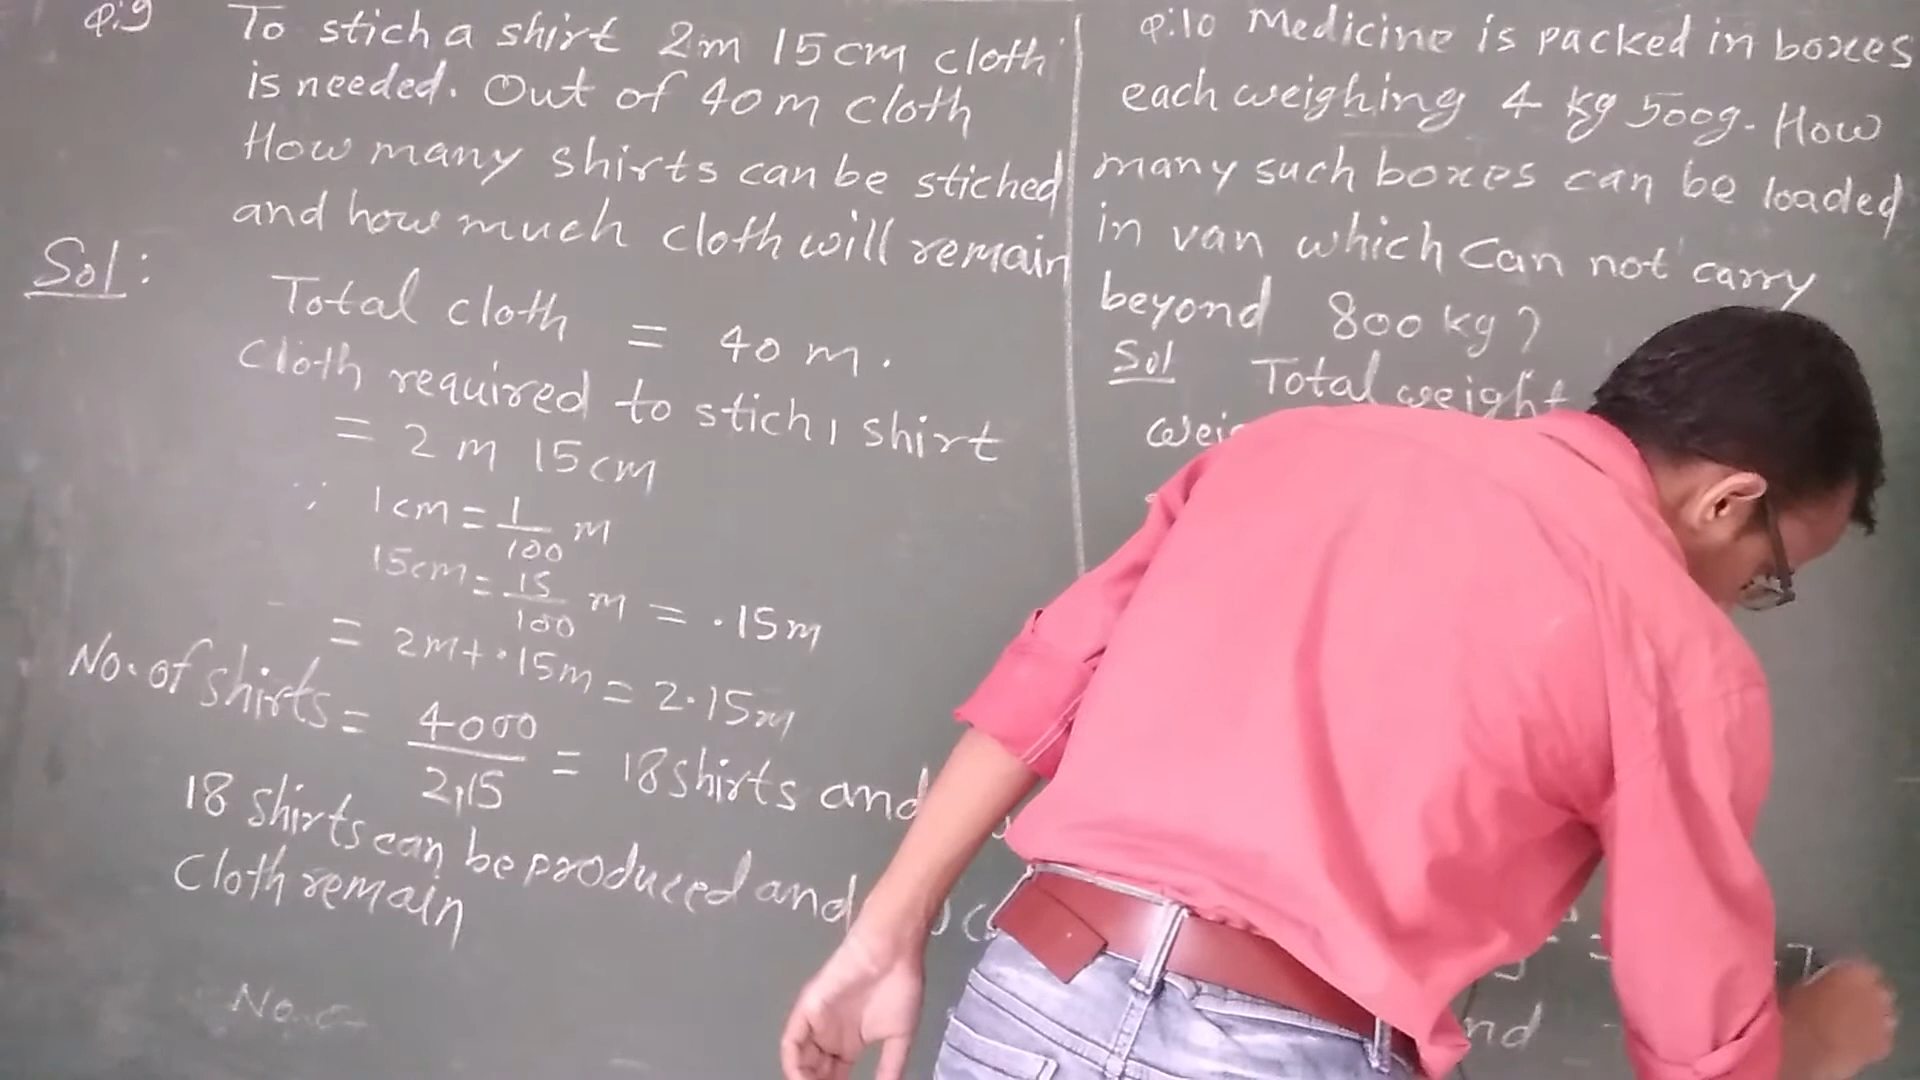 Q.9 To stich a shirt 2m 15cm cloth
is needed. Out of 40m cloth
How many shirts can be stiched
and how much cloth will remain
Sol:
Total cloth = 40 m.
Cloth required to stich 1 shirt
= 2 m 15 cm
∵ 1cm = 1/100 m
15cm = 15/100 m = .15m
= 2m + .15m = 2.15m
No. of shirts = 4000/2.15 = 18 shirts and
18 shirts can be produced and
Cloth remain
Q.10 Medicine is packed in boxes
each weighing 4 kg 500g. How
many such boxes can be loaded
in van which can not carry
beyond 800 kg?
Sol Total weight